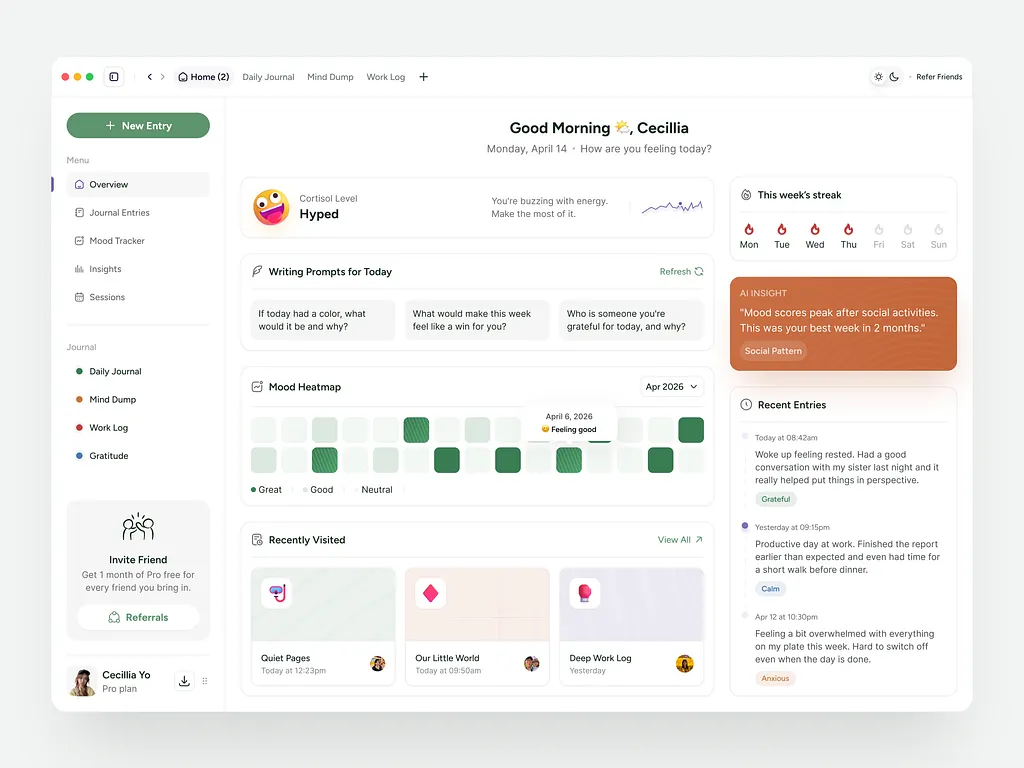 Home (2)
Daily Journal
Mind Dump
Work Log
Refer Friends
New Entry
Menu
Overview
Journal Entries
Mood Tracker
Insights
Sessions
Journal
Daily Journal
Mind Dump
Work Log
Gratitude
Invite Friend
Get 1 month of Pro free for
every friend you bring in.
Referrals
Cecillia Yo
Pro plan
Good Morning 🌤️, Cecillia
Monday, April 14 • How are you feeling today?
Cortisol Level
Hyped
You're buzzing with energy.
Make the most of it.
Writing Prompts for Today
Refresh
If today had a color, what
would it be and why?
What would make this week
feel like a win for you?
Who is someone you're
grateful for today, and why?
Mood Heatmap
Apr 2026
April 6, 2026
😄 Feeling good
Great
Good
Neutral
Recently Visited
View All
Quiet Pages
Today at 12:23pm
Our Little World
Today at 09:50am
Deep Work Log
Yesterday
This week's streak
Mon
Tue
Wed
Thu
Fri
Sat
Sun
AI INSIGHT
"Mood scores peak after social activities.
This was your best week in 2 months."
Social Pattern
Recent Entries
Today at 08:42am
Woke up feeling rested. Had a good
conversation with my sister last night and it
really helped put things in perspective.
Grateful
Yesterday at 09:15pm
Productive day at work. Finished the report
earlier than expected and even had time for
a short walk before dinner.
Calm
Apr 12 at 10:30pm
Feeling a bit overwhelmed with everything
on my plate this week. Hard to switch off
even when the day is done.
Anxious